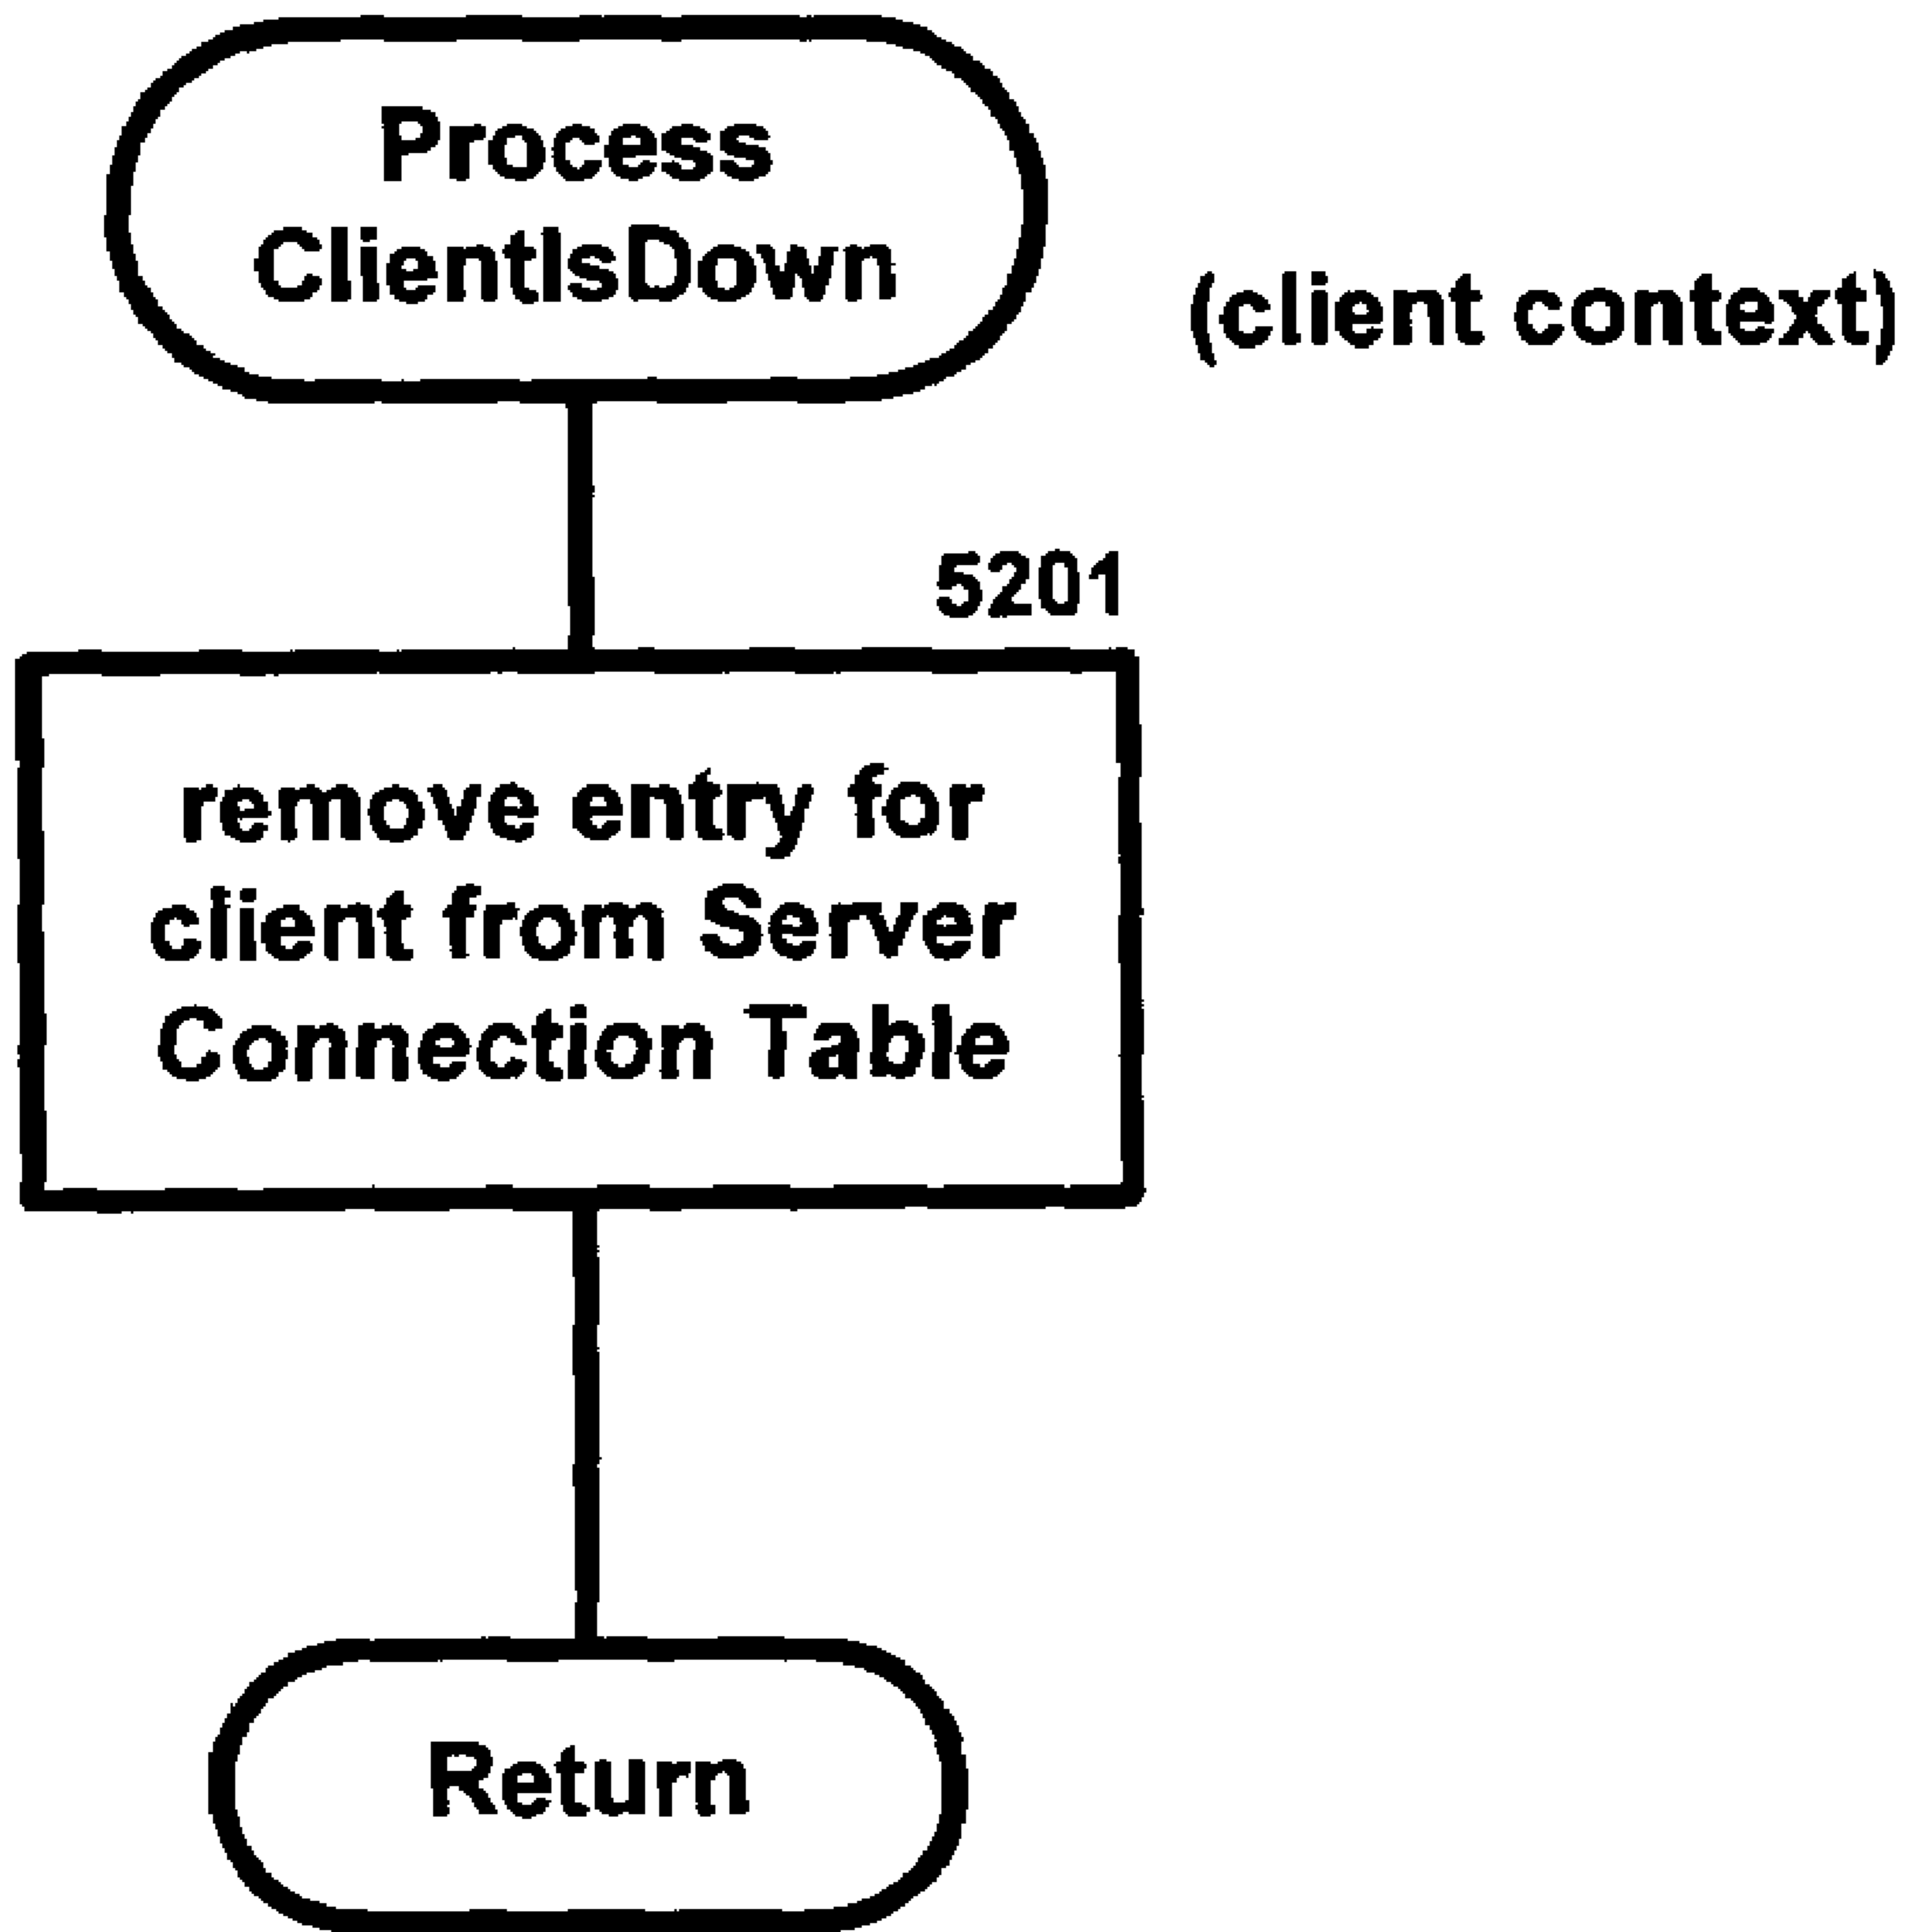 Process
ClientIsDown
(client context)
5201
remove entry for
client from Server
Connection Table
Return